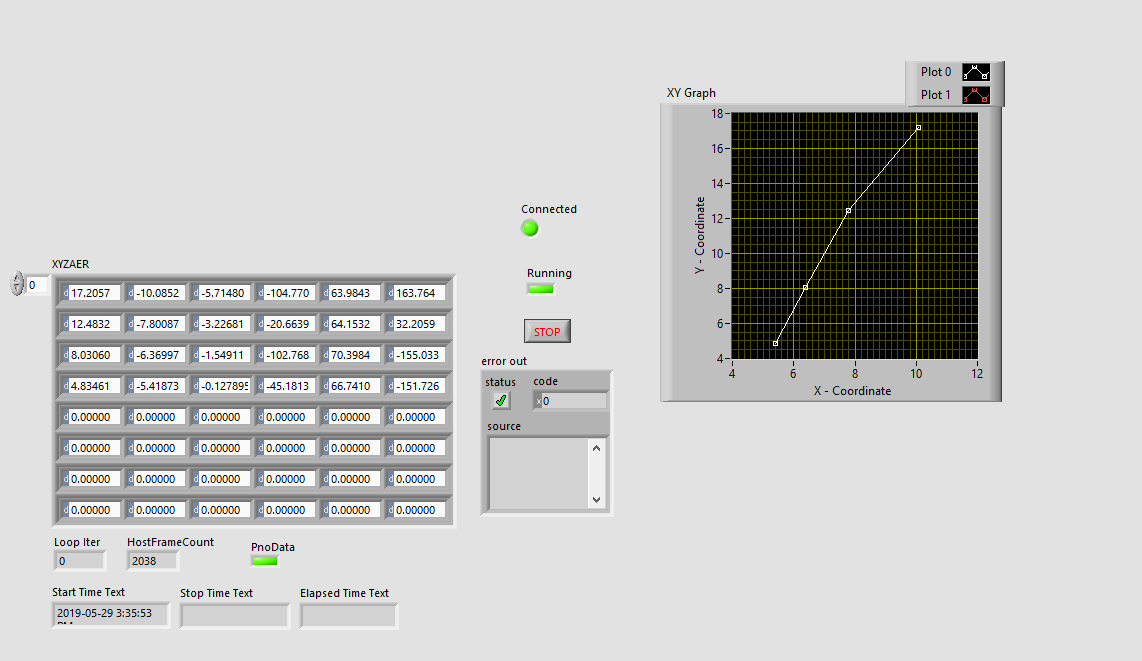 Plot 0
XY Graph
Plot 1
18
16
14
12
10
8
6
4
Y - Coordinate
4 6 8 10 12
X - Coordinate
Connected
Running
STOP
XYZAER
0
d 17.2057 d -10.0852 d -5.71480 d -104.770 d 63.9843 d 163.764
d 12.4832 d -7.80087 d -3.22681 d -20.6639 d 64.1532 d 32.2059
d 8.03060 d -6.36997 d -1.54911 d -102.768 d 70.3984 d -155.033
d 4.83461 d -5.41873 d -0.127895 d -45.1813 d 66.7410 d -151.726
d 0.00000 d 0.00000 d 0.00000 d 0.00000 d 0.00000 d 0.00000
d 0.00000 d 0.00000 d 0.00000 d 0.00000 d 0.00000 d 0.00000
d 0.00000 d 0.00000 d 0.00000 d 0.00000 d 0.00000 d 0.00000
d 0.00000 d 0.00000 d 0.00000 d 0.00000 d 0.00000 d 0.00000
error out
status code
x 0
source
Loop Iter HostFrameCount PnoData
0 2038
Start Time Text Stop Time Text Elapsed Time Text
2019-05-29 3:35:53